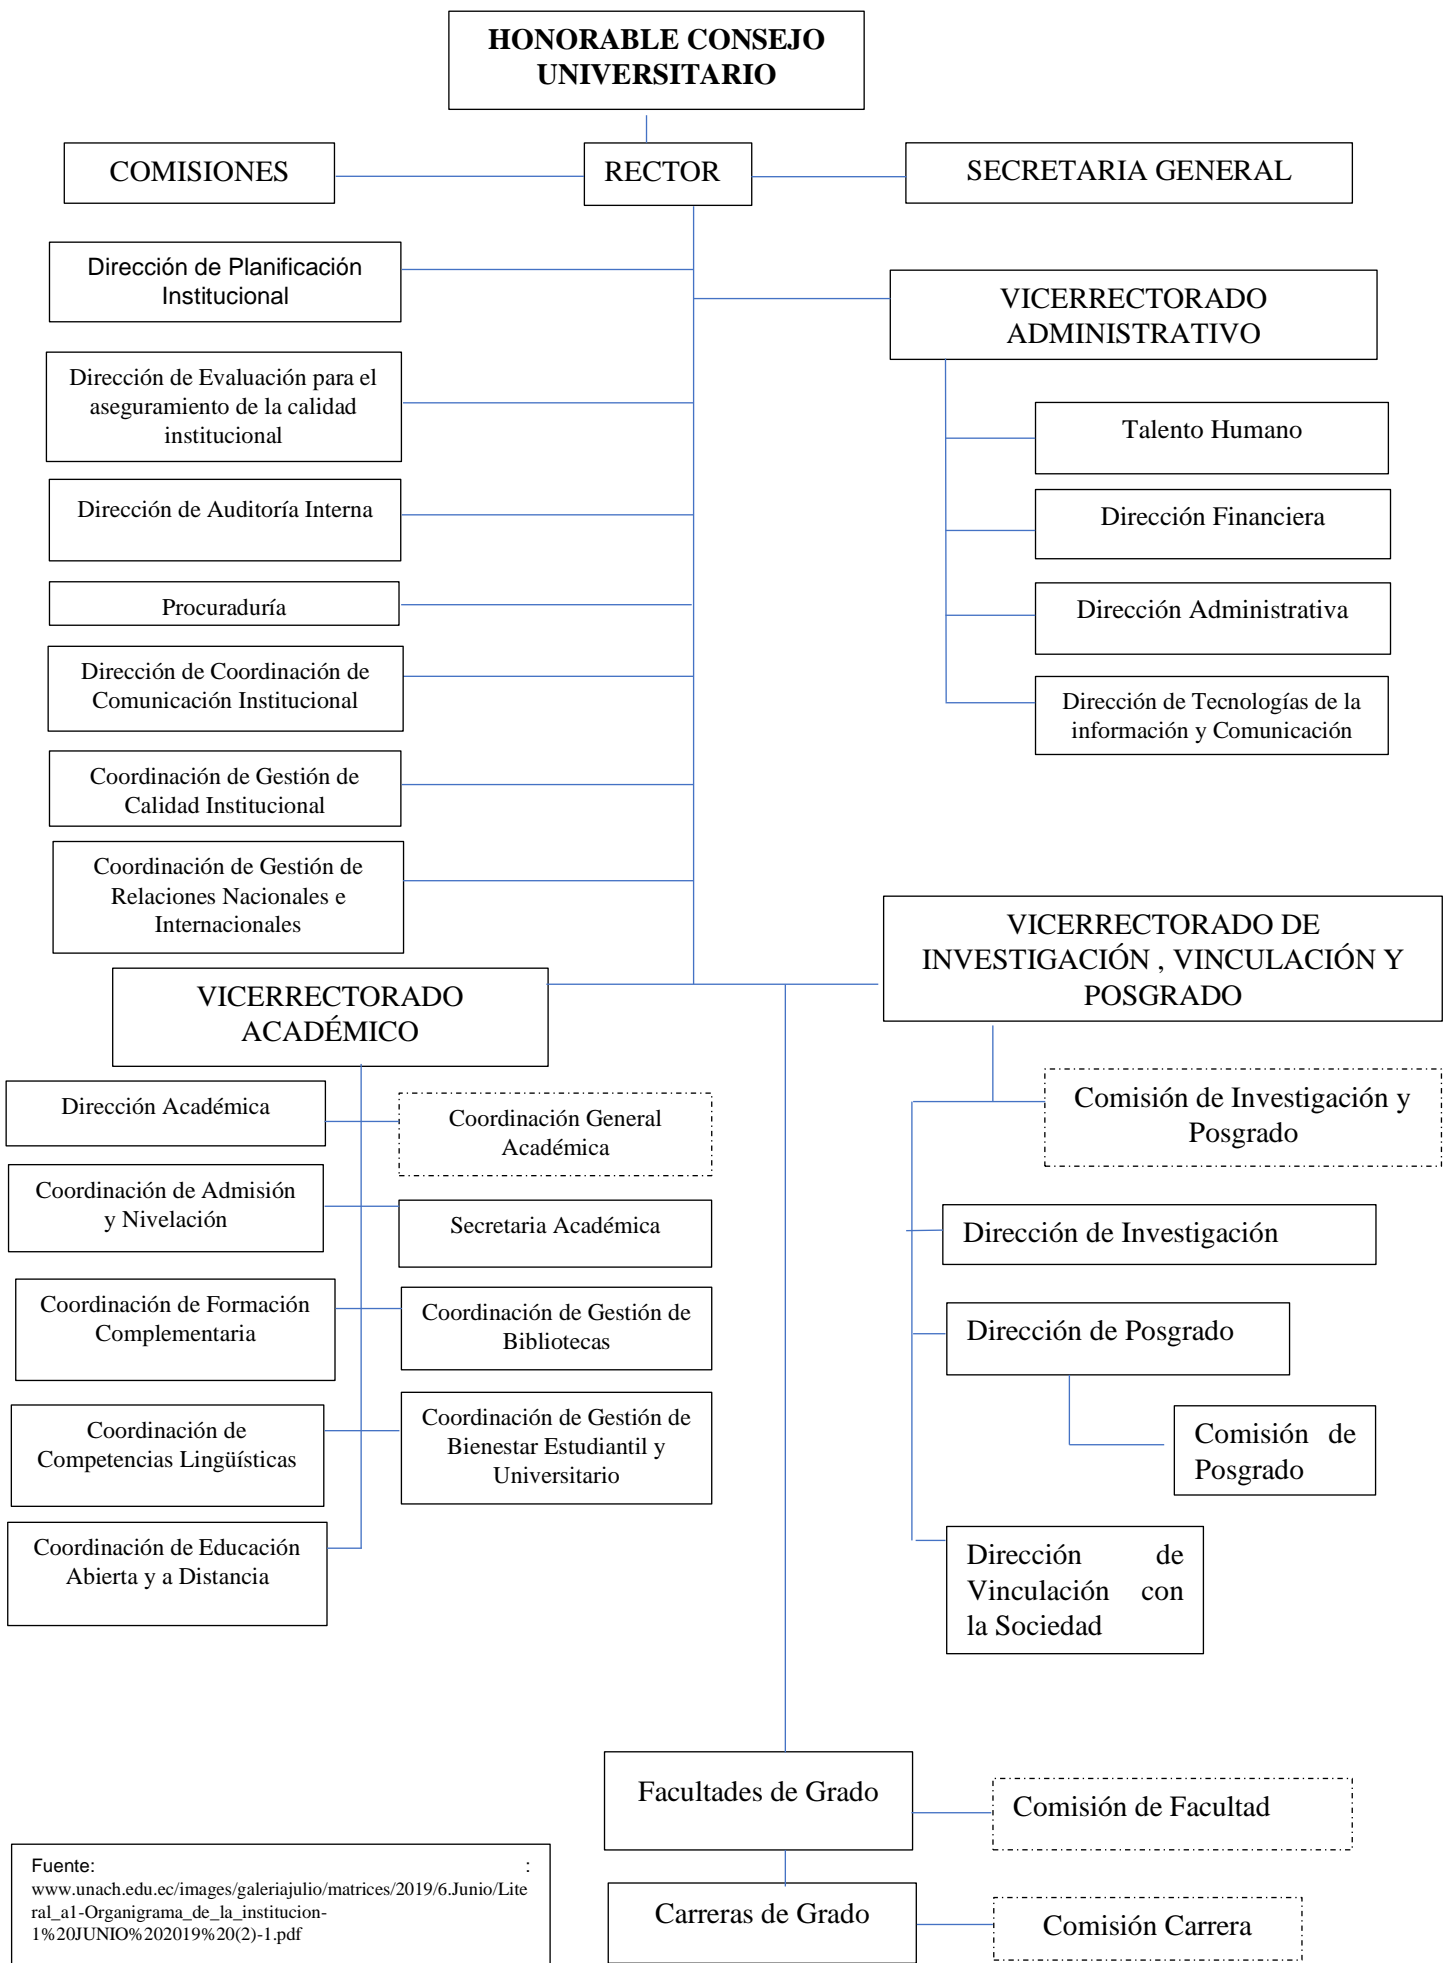 HONORABLE CONSEJO
UNIVERSITARIO
COMISIONES
RECTOR
SECRETARIA GENERAL
Dirección de Planificación
Institucional
VICERRECTORADO
ADMINISTRATIVO
Dirección de Evaluación para el
aseguramiento de la calidad
institucional
Talento Humano
Dirección de Auditoría Interna
Dirección Financiera
Procuraduría
Dirección Administrativa
Dirección de Coordinación de
Comunicación Institucional
Dirección de Tecnologías de la
información y Comunicación
Coordinación de Gestión de
Calidad Institucional
Coordinación de Gestión de
Relaciones Nacionales e
Internacionales
VICERRECTORADO DE
INVESTIGACIÓN , VINCULACIÓN Y
POSGRADO
VICERRECTORADO
ACADÉMICO
Dirección Académica
Coordinación General
Académica
Comisión de Investigación y
Posgrado
Coordinación de Admisión
y Nivelación
Secretaria Académica
Dirección de Investigación
Coordinación de Formación
Complementaria
Coordinación de Gestión de
Bibliotecas
Dirección de Posgrado
Coordinación de
Competencias Lingüísticas
Coordinación de Gestión de
Bienestar Estudiantil y
Universitario
Comisión de
Posgrado
Coordinación de Educación
Abierta y a Distancia
Dirección de
Vinculación con
la Sociedad
Facultades de Grado
Comisión de Facultad
Carreras de Grado
Comisión Carrera
Fuente: :
www.unach.edu.ec/images/galeriajulio/matrices/2019/6.Junio/Lite
ral_a1-Organigrama_de_la_institucion-
1%20JUNIO%202019%20(2)-1.pdf